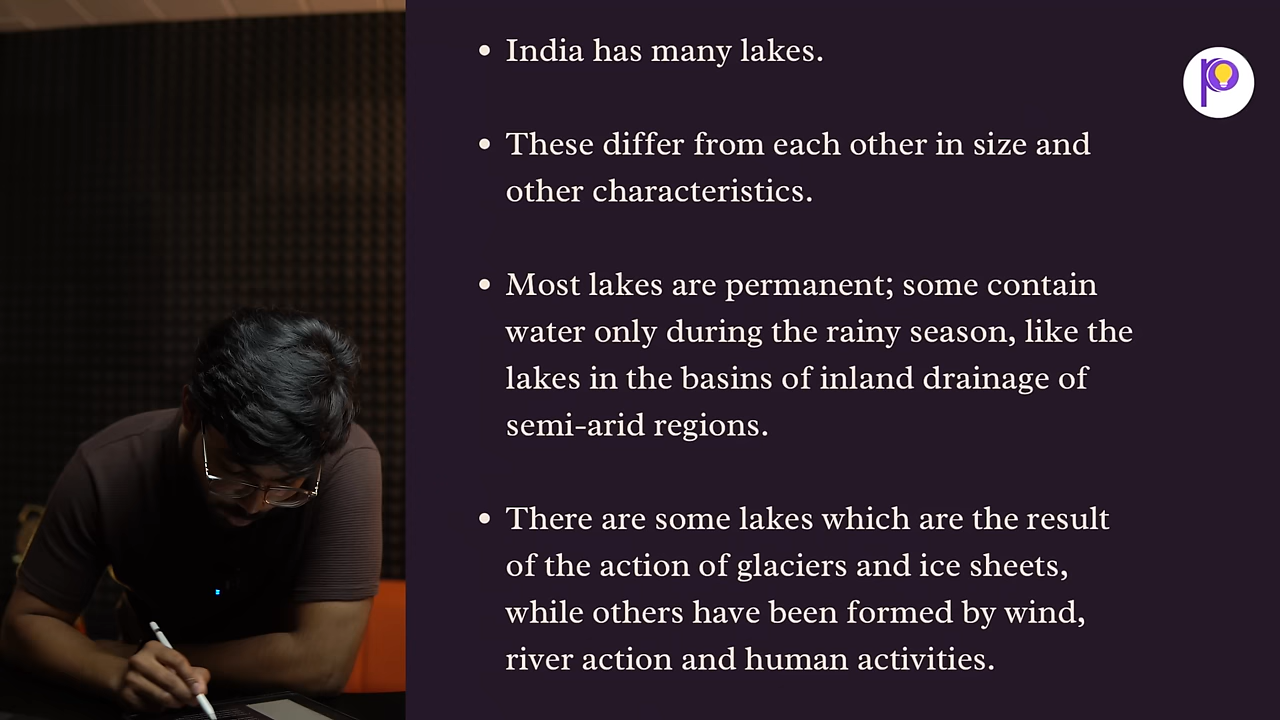 • India has many lakes.
• These differ from each other in size and
other characteristics.
• Most lakes are permanent; some contain
water only during the rainy season, like the
lakes in the basins of inland drainage of
semi-arid regions.
• There are some lakes which are the result
of the action of glaciers and ice sheets,
while others have been formed by wind,
river action and human activities.